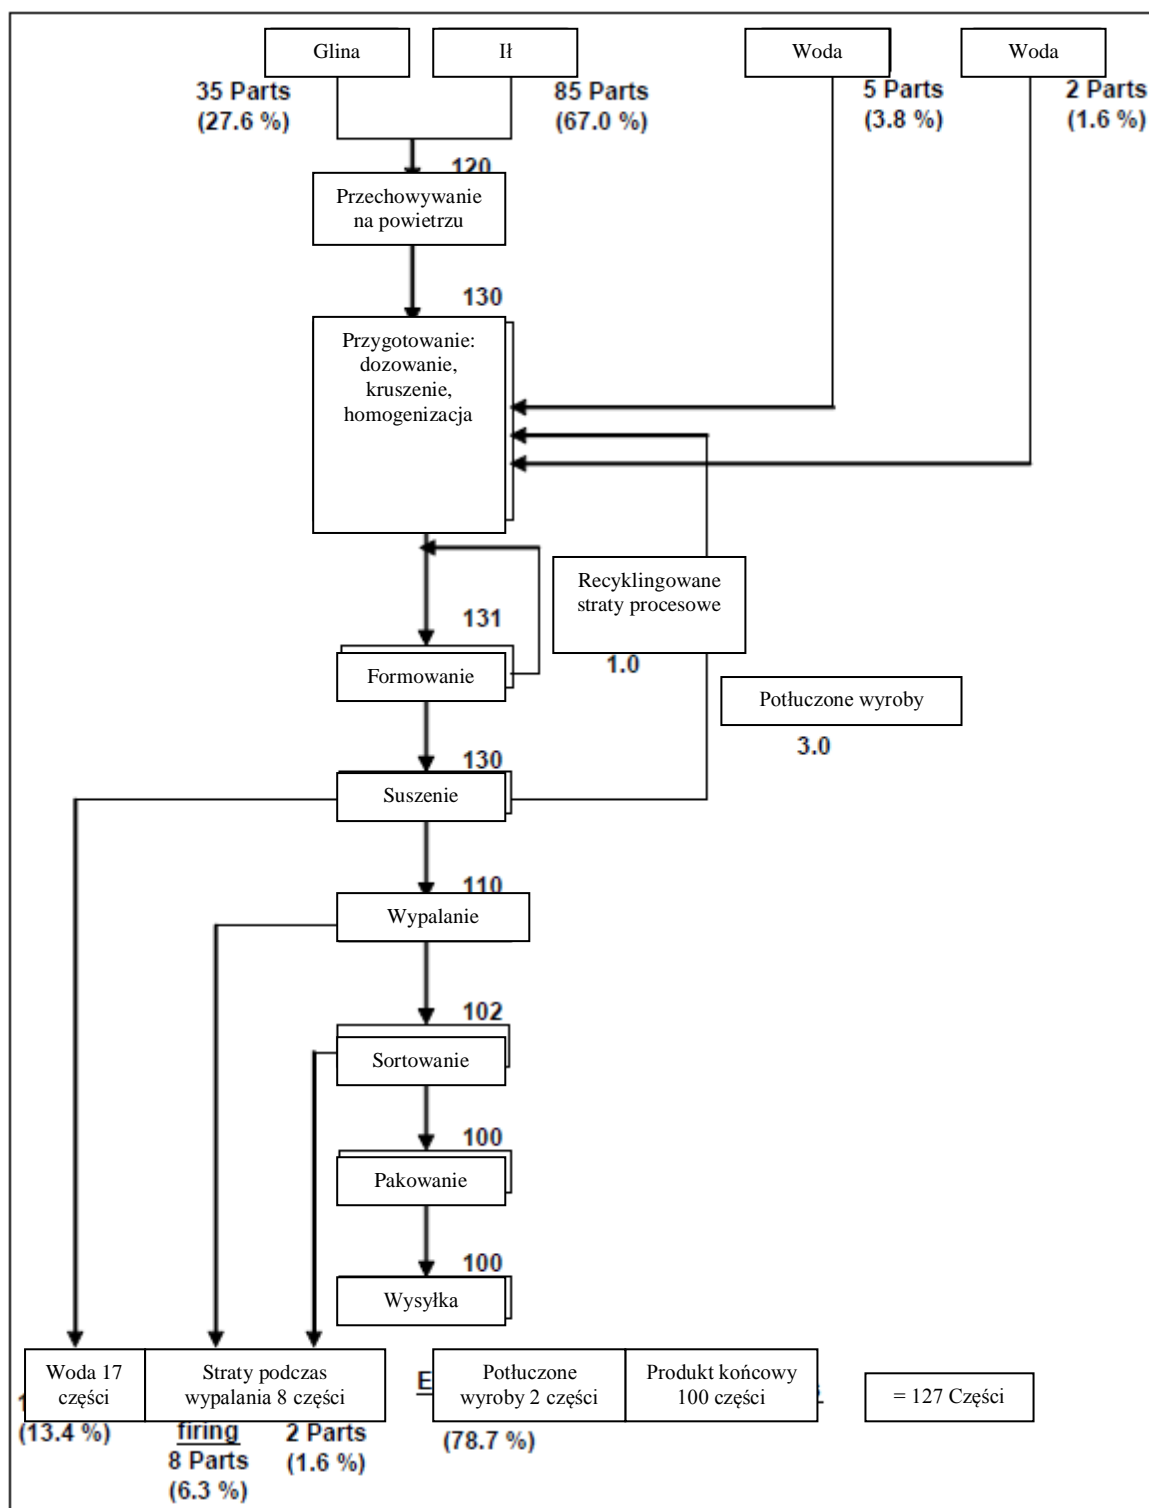 Glina
Ił
Woda
Woda
35 Parts
(27.6 %)
85 Parts
(67.0 %)
5 Parts
(3.8 %)
2 Parts
(1.6 %)
120
Przechowywanie
na powietrzu
130
Przygotowanie:
dozowanie,
kruszenie,
homogenizacja
Recyklingowane
straty procesowe
1.0
131
Formowanie
Potłuczone wyroby
3.0
130
Suszenie
110
Wypalanie
102
Sortowanie
100
Pakowanie
100
Wysyłka
Woda 17
części
(13.4 %)
Straty podczas
wypalania 8 części
firing
8 Parts
(6.3 %)
2 Parts
(1.6 %)
E
Potłuczone
wyroby 2 części
(78.7 %)
Produkt końcowy
100 części
= 127 Części